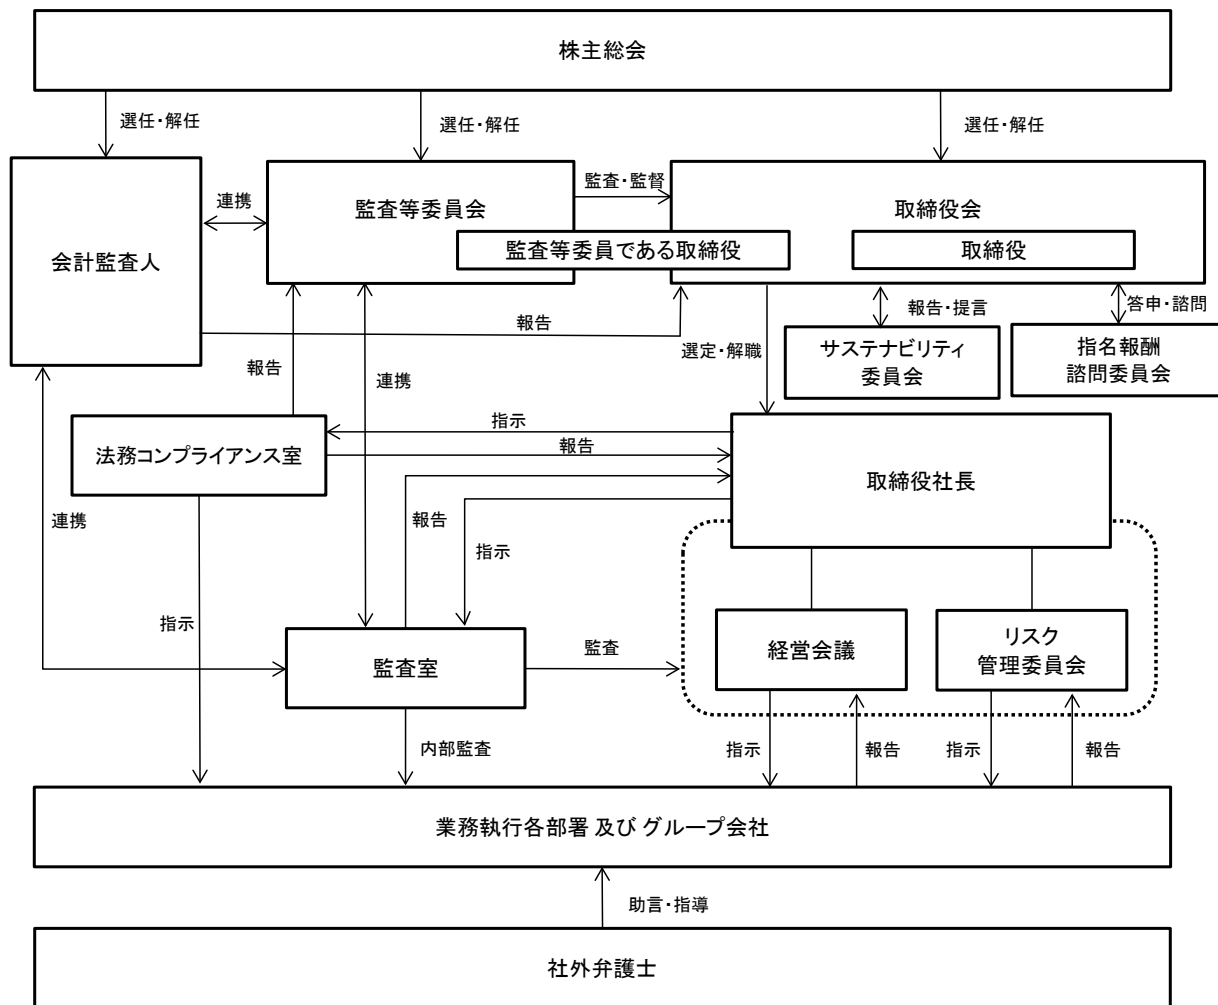 株主総会
選任・解任
選任・解任
選任・解任
会計監査人
連携
監査等委員会
監査・監督
取締役会
監査等委員である取締役
取締役
報告
報告
連携
選定・解職
報告・提言
答申・諮問
サステナビリティ
委員会
指名報酬
諮問委員会
法務コンプライアンス室
指示
報告
取締役社長
連携
報告
指示
指示
監査室
監査
経営会議
リスク
管理委員会
内部監査
指示
報告
指示
報告
業務執行各部署 及び グループ会社
助言・指導
社外弁護士